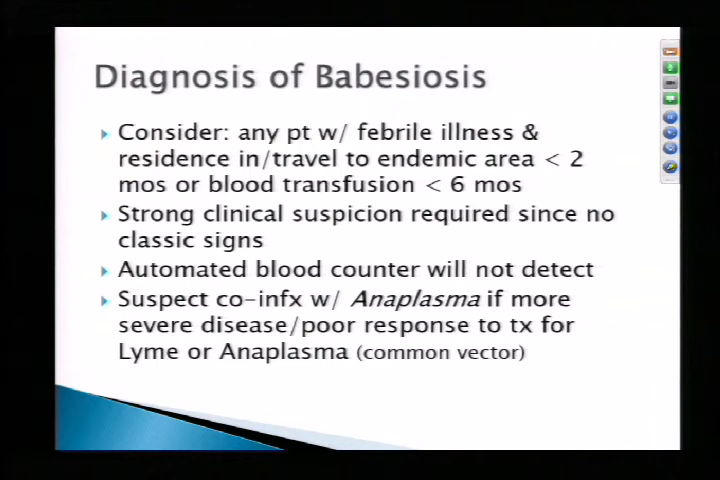 Diagnosis of Babesiosis
Consider: any pt w/ febrile illness &
residence in/travel to endemic area < 2
mos or blood transfusion < 6 mos
Strong clinical suspicion required since no
classic signs
Automated blood counter will not detect
Suspect co-infx w/ Anaplasma if more
severe disease/poor response to tx for
Lyme or Anaplasma (common vector)